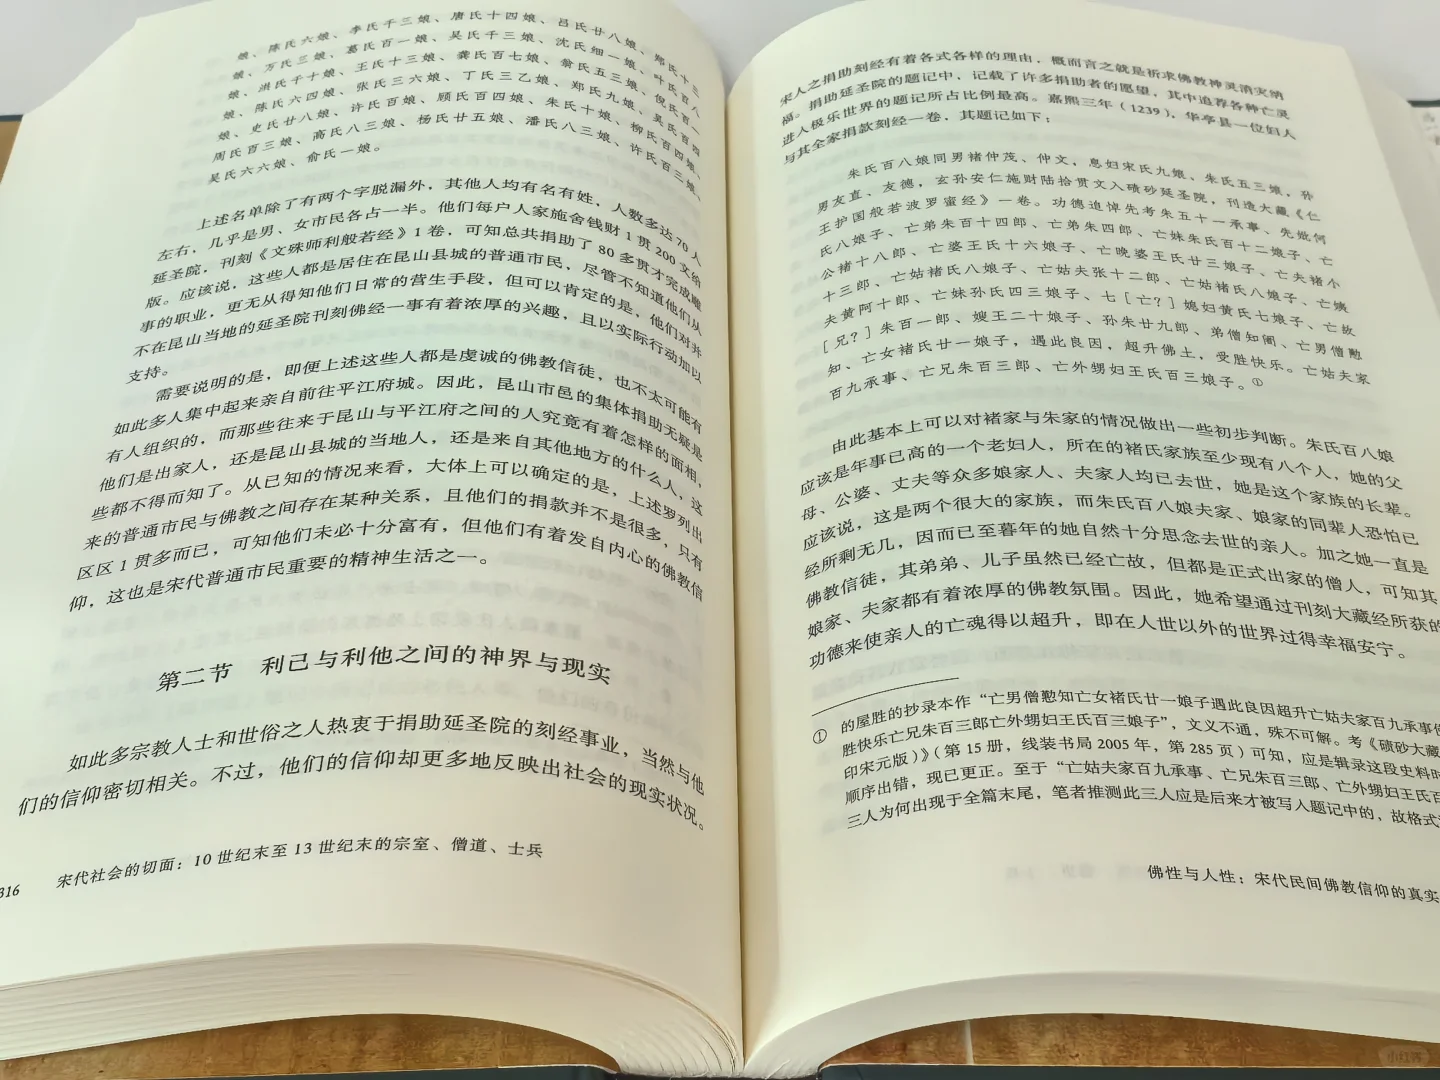 娘、陈氏六娘、李氏千三娘、唐氏十四娘、吕氏廿八娘、郑氏十三
娘、万氏三娘、葛氏百一娘、吴氏千三娘、沈氏细一娘、叶氏百八
娘、洪氏千十娘、王氏十三娘、龚氏百七娘、翁氏五三娘、倪氏百一
娘、陈氏六四娘、张氏三六娘、丁氏三乙娘、郑氏九娘、吴氏百四
娘、史氏廿八娘、许氏百娘、顾氏百四娘、朱氏十娘、柳氏百四娘、
周氏百三娘、高氏八三娘、杨氏廿五娘、潘氏八三娘、许氏百三娘、
吴氏六六娘、俞氏一娘。
上述名单除了有两个字脱漏外，其他人均有名有姓，人数多达 70 人
左右，几乎是男、女市民各占一半。他们每户人家施舍钱财 1 贯 200 文纳
延圣院，刊刻《文殊师利般若经》1 卷，可知总共捐助了 80 多贯才完成雕
版。应该说，这些人都是居住在昆山县城的普通市民，尽管不知道他们从
事的职业，更无从得知他们日常的营生手段，但可以肯定的是，他们对并
不在昆山当地的延圣院刊刻佛经一事有着浓厚的兴趣，且以实际行动加以
支持。
需要说明的是，即便上述这些人都是虔诚的佛教信徒，也不太可能有
如此多人集中起来亲自前往平江府城。因此，昆山市邑的集体捐助无疑是
有人组织的，而那些往来于昆山与平江府之间的人究竟有着怎样的面相，
他们是出家人，还是昆山县城的当地人，还是来自其他地方的什么人，这
些都不得而知了。从已知的情况来看，大体上可以确定的是，上述罗列出
来的普通市民与佛教之间存在某种关系，且他们的捐款并不是很多，只有
区区 1 贯多而已，可知他们未必十分富有，但他们有着发自内心的佛教信
仰，这也是宋代普通市民重要的精神生活之一。
第二节 利己与利他之间的神界与现实
如此多宗教人士和世俗之人热衷于捐助延圣院的刻经事业，当然与他
们的信仰密切相关。不过，他们的信仰却更多地反映出社会的现实状况。
316 宋代社会的切面：10 世纪末至 13 世纪末的宗室、僧道、士兵
宋人之捐助刻经有着各式各样的理由，概而言之就是祈求佛教神灵消灾纳
福。捐助延圣院的题记中，记载了许多捐助者的愿望，其中追荐各种亡灵
进入极乐世界的题记所占比例最高。嘉熙三年（1239），华亭县一位妇人
与其全家捐款刻经一卷，其题记如下：
朱氏百八娘同男褚仲茂、仲文，息妇宋氏九娘、朱氏五三娘，孙
男友直、友德，玄孙安仁施财陆拾贯文入碛砂延圣院，刊造大藏《仁
王护国般若波罗蜜经》一卷。功德追悼先考朱五十一承事、先妣何
氏八娘子、亡弟朱百十四郎、亡弟朱四郎、亡妹朱氏百十二娘子、亡
公褚十八郎、亡婆王氏十六娘子、亡晚婆王氏廿三娘子、亡夫褚小
十三郎、亡姑褚氏八娘子、亡姑夫张十二郎、亡姑褚氏八娘子、亡姨
夫黄阿十郎、亡妹孙氏四三娘子、七［亡？］媳妇黄氏七娘子、亡故
［兄？］朱百一郎、嫂王二十娘子、孙朱廿九郎、弟僧知阇、亡男僧懃
知、亡女褚氏廿一娘子，遇此良因，超升佛土，受胜快乐。亡姑夫家
百九承事、亡兄朱百三郎、亡外甥妇王氏百三娘子。①
由此基本上可以对褚家与朱家的情况做出一些初步判断。朱氏百八娘
应该是年事已高的一个老妇人，所在的褚氏家族至少现有八个人，她的父
母、公婆、丈夫等众多娘家人、夫家人均已去世，她是这个家族的长辈。
应该说，这是两个很大的家族，而朱氏百八娘夫家、娘家的同辈人恐怕已
经所剩无几，因而已至暮年的她自然十分思念去世的亲人。加之她一直是
佛教信徒，其弟弟、儿子虽然已经亡故，但都是正式出家的僧人，可知其
娘家、夫家都有着浓厚的佛教氛围。因此，她希望通过刊刻大藏经所获的
功德来使亲人的亡魂得以超升，即在人世以外的世界过得幸福安宁。
① 的屋胜的抄录本作“亡男僧懃知亡女褚氏廿一娘子遇此良因超升亡姑夫家百九承事佛
胜快乐亡兄朱百三郎亡外甥妇王氏百三娘子”，文义不通，殊不可解。考《碛砂大藏
印宋元版）》（第 15 册，线装书局 2005 年，第 285 页）可知，应是辑录这段史料时
顺序出错，现已更正。至于“亡姑夫家百九承事、亡兄朱百三郎、亡外甥妇王氏百
三人为何出现于全篇末尾，笔者推测此三人应是后来才被写入题记中的，故格式
佛性与人性：宋代民间佛教信仰的真实
小红书